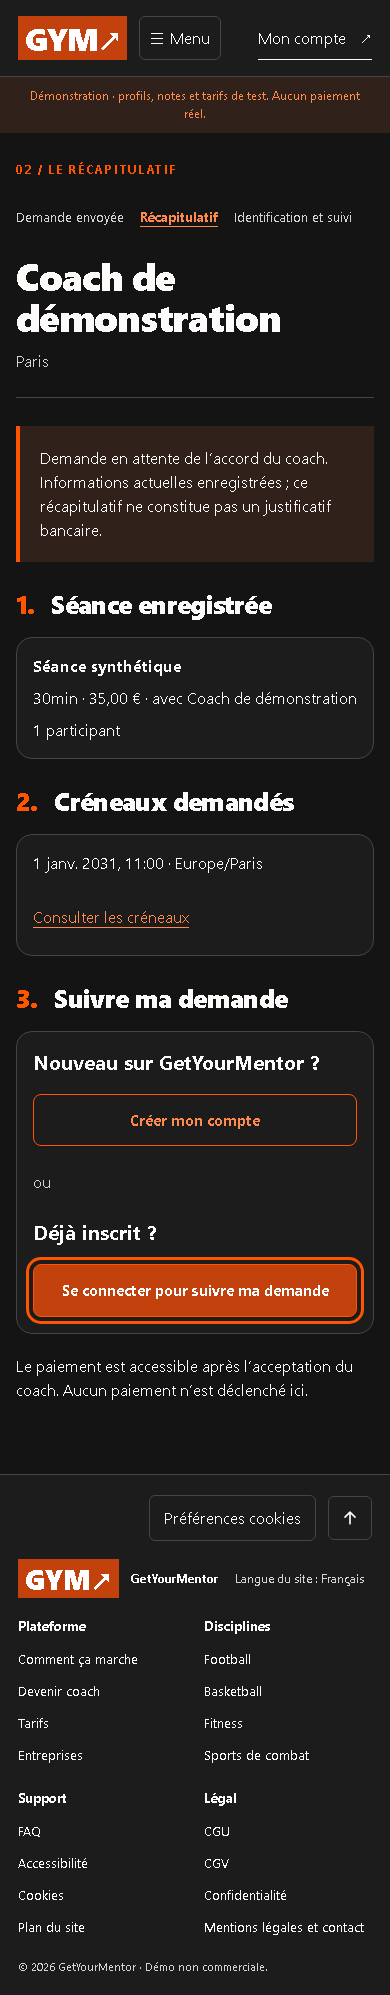 GYM↗
☰ Menu
Mon compte ↗
Démonstration · profils, notes et tarifs de test. Aucun paiement
réel.
02 / LE RÉCAPITULATIF
Demande envoyée Récapitulatif Identification et suivi
Coach de
démonstration
Paris
Demande en attente de l'accord du coach.
Informations actuelles enregistrées ; ce
récapitulatif ne constitue pas un justificatif
bancaire.
1. Séance enregistrée
Séance synthétique
30min · 35,00 € · avec Coach de démonstration
1 participant
2. Créneaux demandés
1 janv. 2031, 11:00 · Europe/Paris
Consulter les créneaux
3. Suivre ma demande
Nouveau sur GetYourMentor ?
Créer mon compte
ou
Déjà inscrit ?
Se connecter pour suivre ma demande
Le paiement est accessible après l'acceptation du
coach. Aucun paiement n'est déclenché ici.
Préférences cookies
↑
GYM↗
GetYourMentor
Langue du site : Français
Plateforme
Comment ça marche
Devenir coach
Tarifs
Entreprises
Disciplines
Football
Basketball
Fitness
Sports de combat
Support
FAQ
Accessibilité
Cookies
Plan du site
Légal
CGU
CGV
Confidentialité
Mentions légales et contact
© 2026 GetYourMentor · Démo non commerciale.